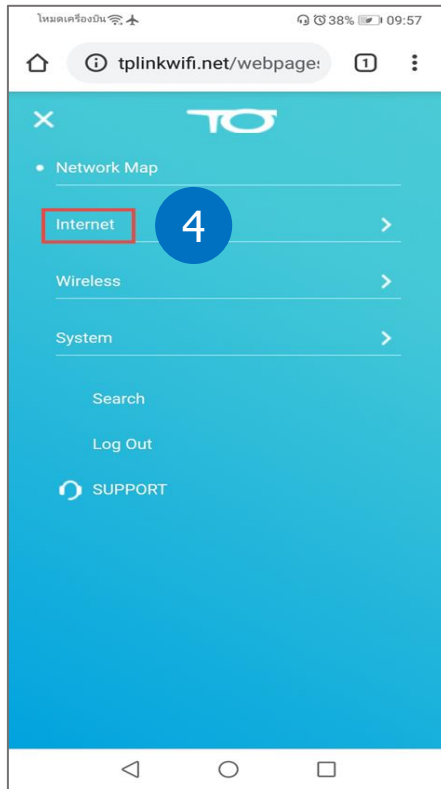 โหมดเครื่องบิน 38% 09:57
tplinkwifi.net/webpage: 1
TOT
Network Map
Internet 4
Wireless
System
Search
Log Out
SUPPORT